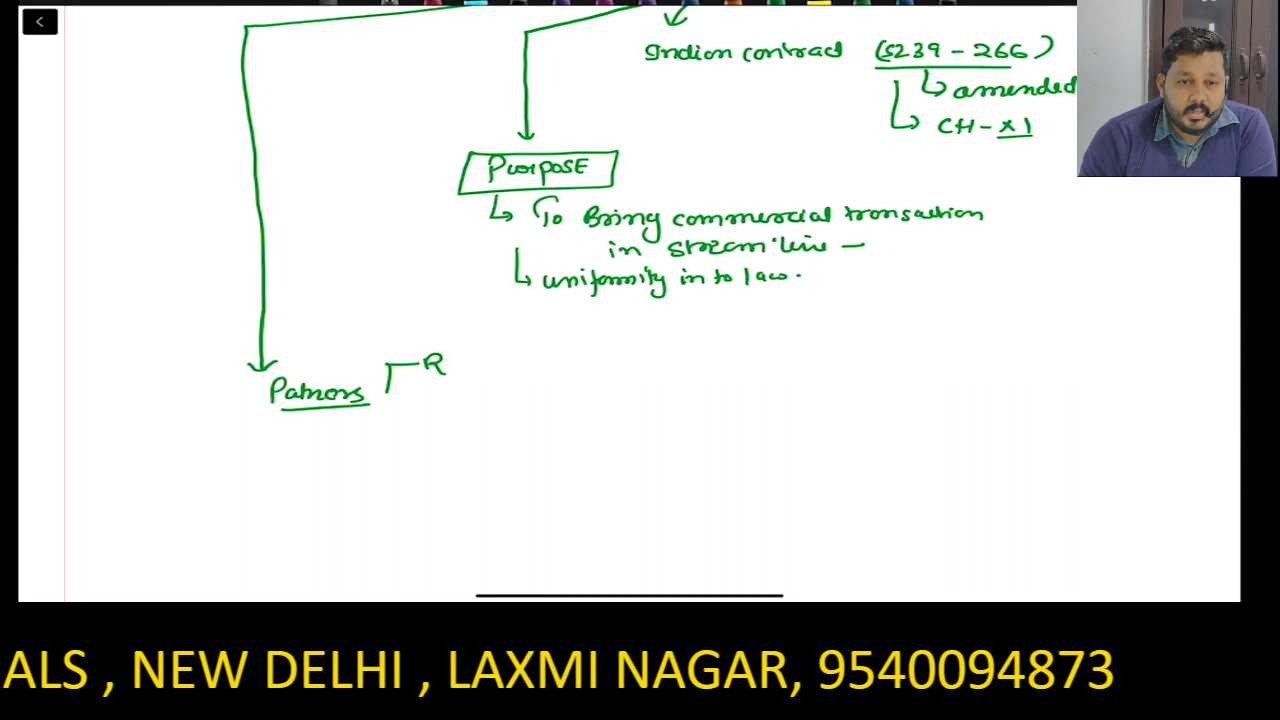 Indian contract (S239 - 266)
↳ amended
↳ CH - XI
PurposE
↳ To Bring commercial transaction
in stream line -
↳ uniformity in to law.
R
Patnors
ALS , NEW DELHI , LAXMI NAGAR, 9540094873